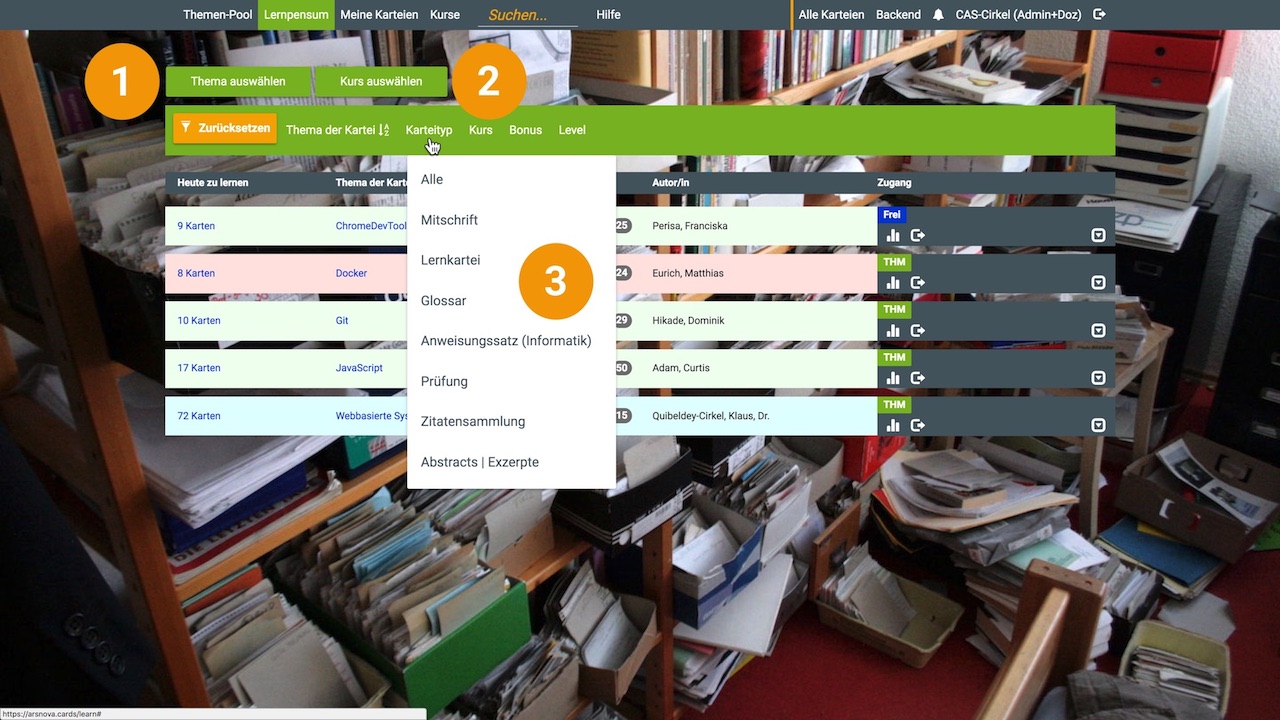 Themen-Pool Lernpensum Meine Karteien Kurse Suchen... Hilfe Alle Karteien Backend CAS-Cirkel (Admin+Doz)
1 Thema auswählen Kurs auswählen 2
Zurücksetzen Thema der Kartei Karteityp Kurs Bonus Level
Heute zu lernen Thema der Karte Autor/in Zugang
9 Karten ChromeDevTool 25 Perisa, Franciska Frei
8 Karten Docker 24 Eurich, Matthias THM
10 Karten Git 29 Hikade, Dominik THM
17 Karten JavaScript 50 Adam, Curtis THM
72 Karten Webbasierte Sys 15 Quibeldey-Cirkel, Klaus, Dr. THM
Alle
Mitschrift
Lernkartei
3
Glossar
Anweisungssatz (Informatik)
Prüfung
Zitatensammlung
Abstracts | Exzerpte
https://arsnova.cards/learn#